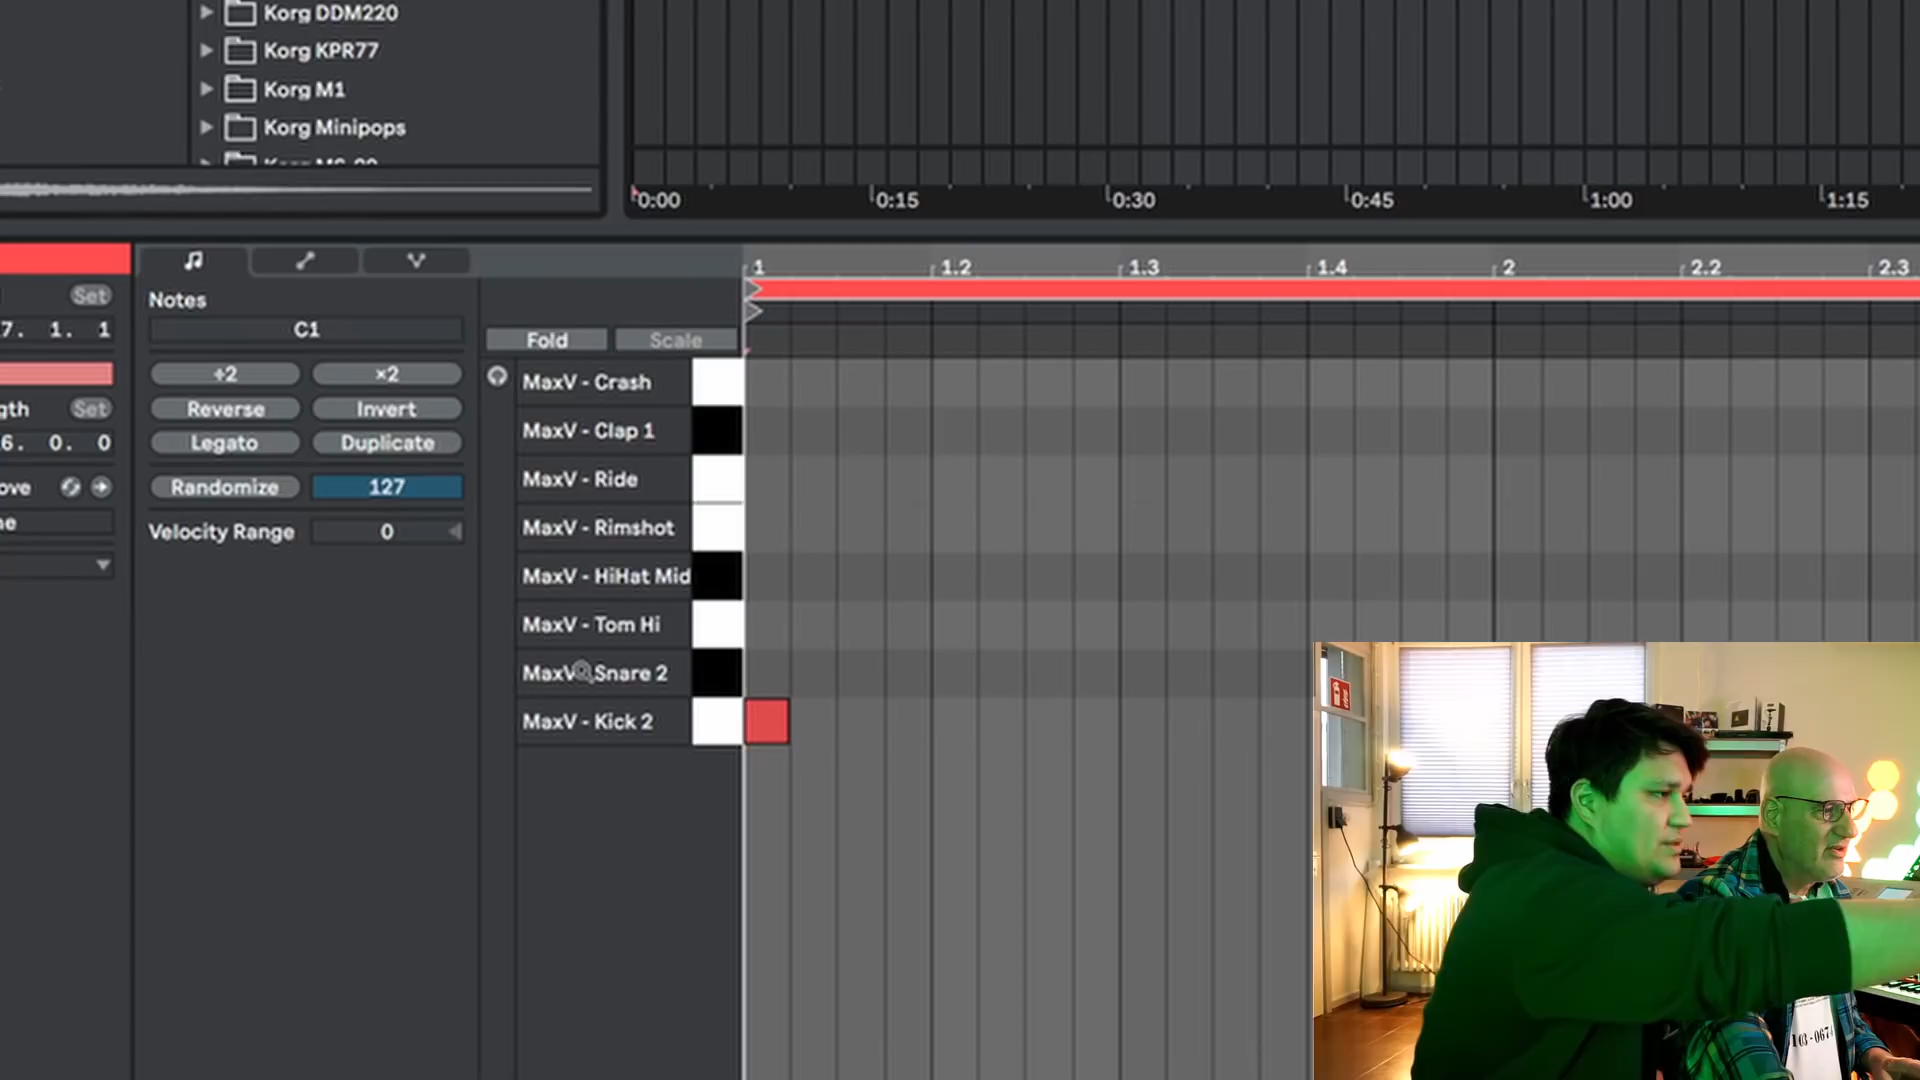 Korg DDM220
Korg KPR77
Korg M1
Korg Minipops
0:00 0:15 0:30 0:45 1:00 1:15
1 1.2 1.3 1.4 2 2.2 2.3
Set
7. 1. 1
gth Set
6. 0. 0
ove
ne
Notes
C1
÷2 ×2
Reverse Invert
Legato Duplicate
Randomize 127
Velocity Range 0
Fold Scale
MaxV - Crash
MaxV - Clap 1
MaxV - Ride
MaxV - Rimshot
MaxV - HiHat Mid
MaxV - Tom Hi
MaxV - Snare 2
MaxV - Kick 2